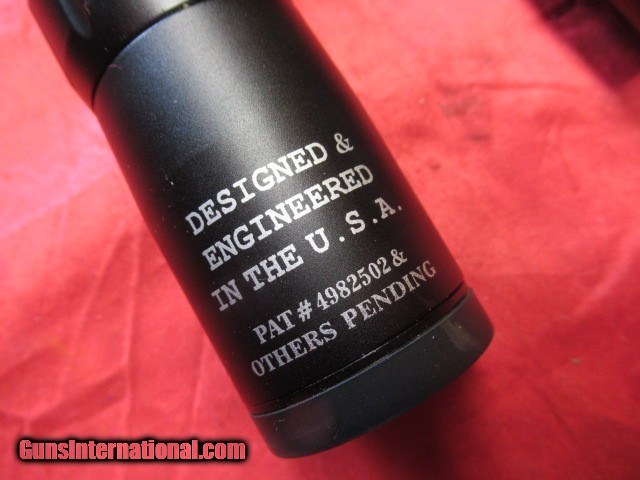 DESIGNED &
ENGINEERED
IN THE U.S.A.
PAT # 4982502 &
OTHERS PENDING
GunsInternational.com